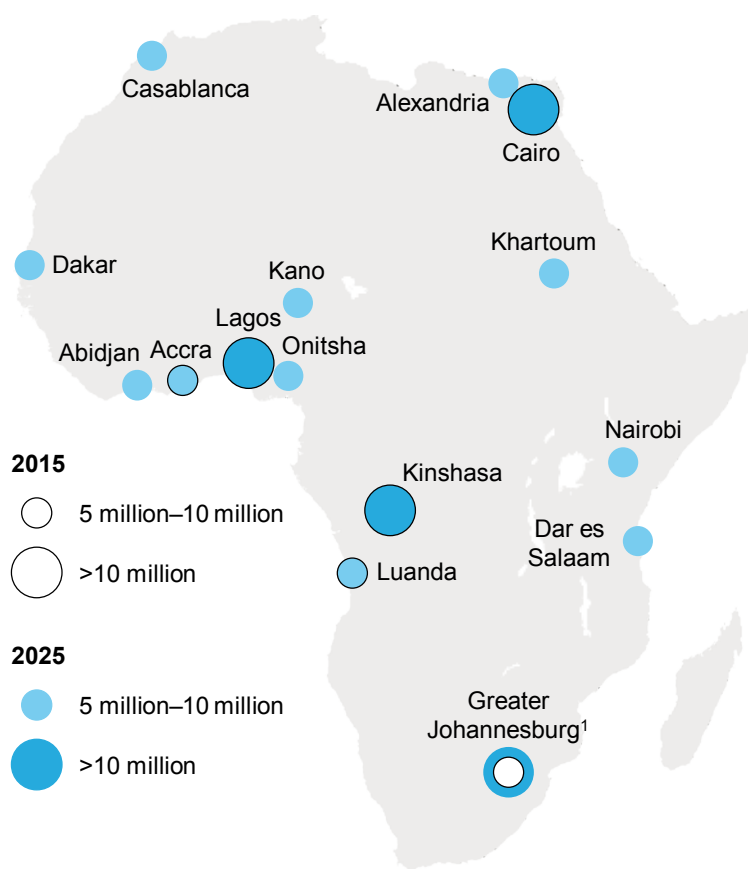 Casablanca
Alexandria
Cairo
Khartoum
Dakar
Kano
Lagos
Abidjan
Accra
Onitsha
Nairobi
2015
Kinshasa
5 million–10 million
Dar es
Salaam
>10 million
Luanda
2025
5 million–10 million
Greater
Johannesburg¹
>10 million